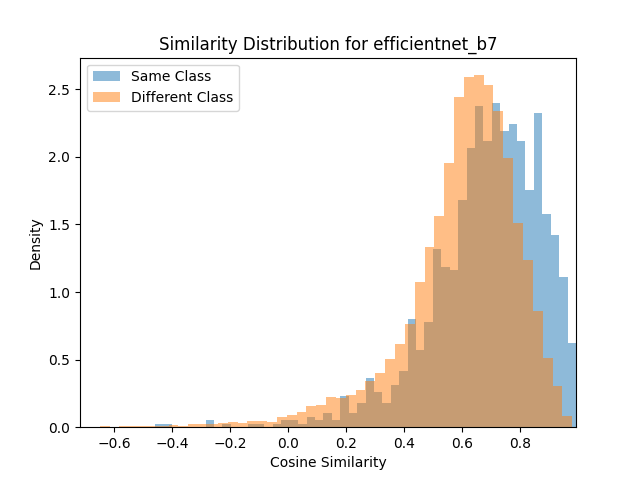 Similarity Distribution for efficientnet_b7
Same Class
Different Class
Density
2.5
2.0
1.5
1.0
0.5
0.0
−0.6 −0.4 −0.2 0.0 0.2 0.4 0.6 0.8
Cosine Similarity